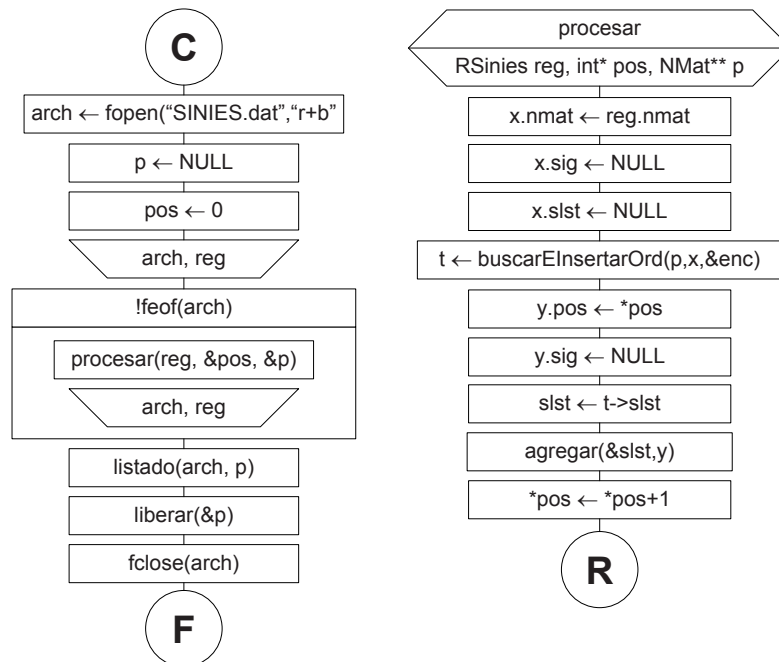 C
arch ← fopen(“SINIES.dat”,“r+b”
p ← NULL
pos ← 0
arch, reg
!feof(arch)
procesar(reg, &pos, &p)
arch, reg
listado(arch, p)
liberar(&p)
fclose(arch)
F
procesar
RSinies reg, int* pos, NMat** p
x.nmat ← reg.nmat
x.sig ← NULL
x.slst ← NULL
t ← buscarEInsertarOrd(p,x,&enc)
y.pos ← *pos
y.sig ← NULL
slst ← t->slst
agregar(&slst,y)
*pos ← *pos+1
R